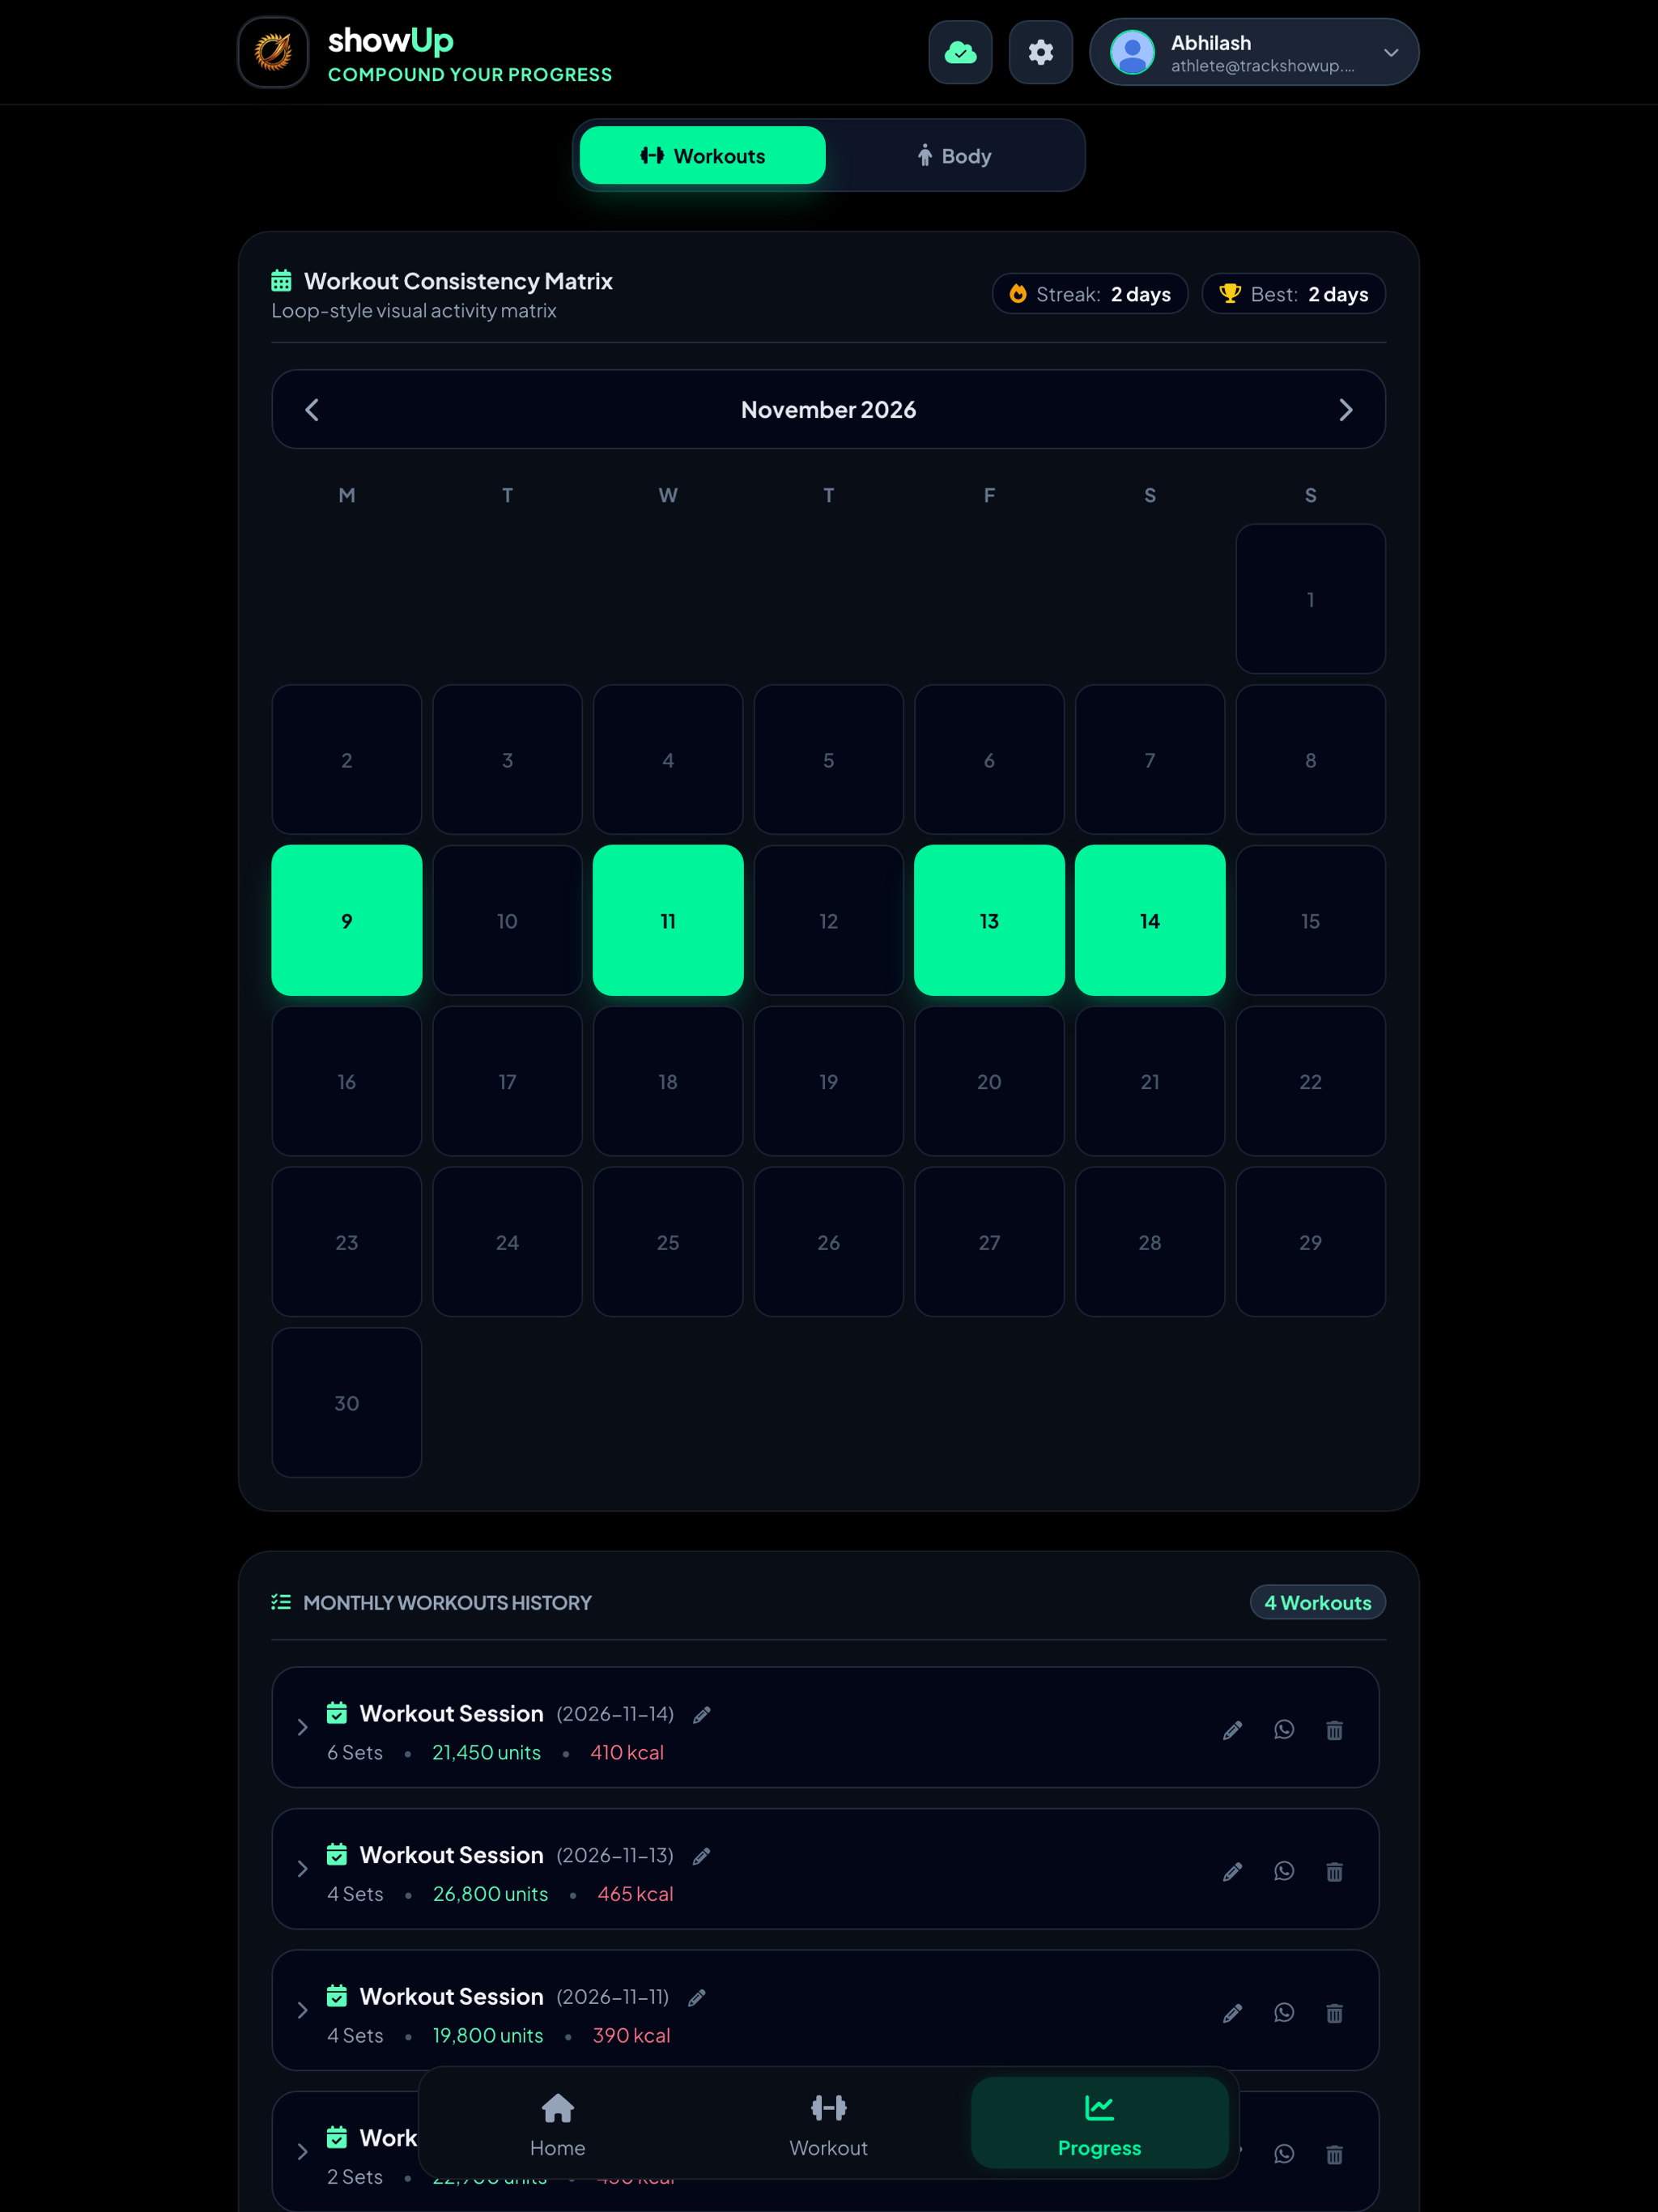 showUp
COMPOUND YOUR PROGRESS
Abhilash
athlete@trackshowup....
Workouts
Body
Workout Consistency Matrix
Loop-style visual activity matrix
Streak: 2 days
Best: 2 days
November 2026
M T W T F S S
1
2 3 4 5 6 7 8
9 10 11 12 13 14 15
16 17 18 19 20 21 22
23 24 25 26 27 28 29
30
MONTHLY WORKOUTS HISTORY
4 Workouts
Workout Session (2026-11-14)
6 Sets • 21,450 units • 410 kcal
Workout Session (2026-11-13)
4 Sets • 26,800 units • 465 kcal
Workout Session (2026-11-11)
4 Sets • 19,800 units • 390 kcal
Work
2 Sets • units kcal
Home
Workout
Progress